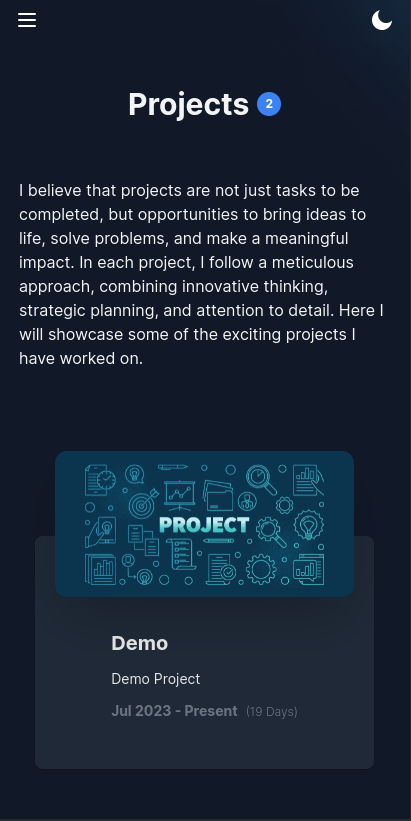 Projects 2
I believe that projects are not just tasks to be
completed, but opportunities to bring ideas to
life, solve problems, and make a meaningful
impact. In each project, I follow a meticulous
approach, combining innovative thinking,
strategic planning, and attention to detail. Here I
will showcase some of the exciting projects I
have worked on.
PROJECT
Demo
Demo Project
Jul 2023 - Present (19 Days)